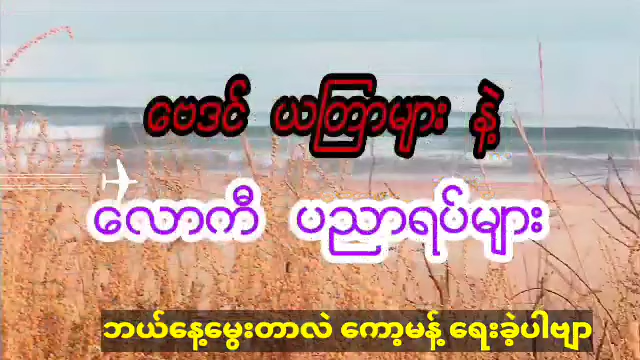 ဗေဒင် ယတြာများ နဲ့
လောကီ ပညာရပ်များ
ဘယ်နေ့မွေးတာလဲ ကော့မန့် ရေးခဲ့ပါဗျာ